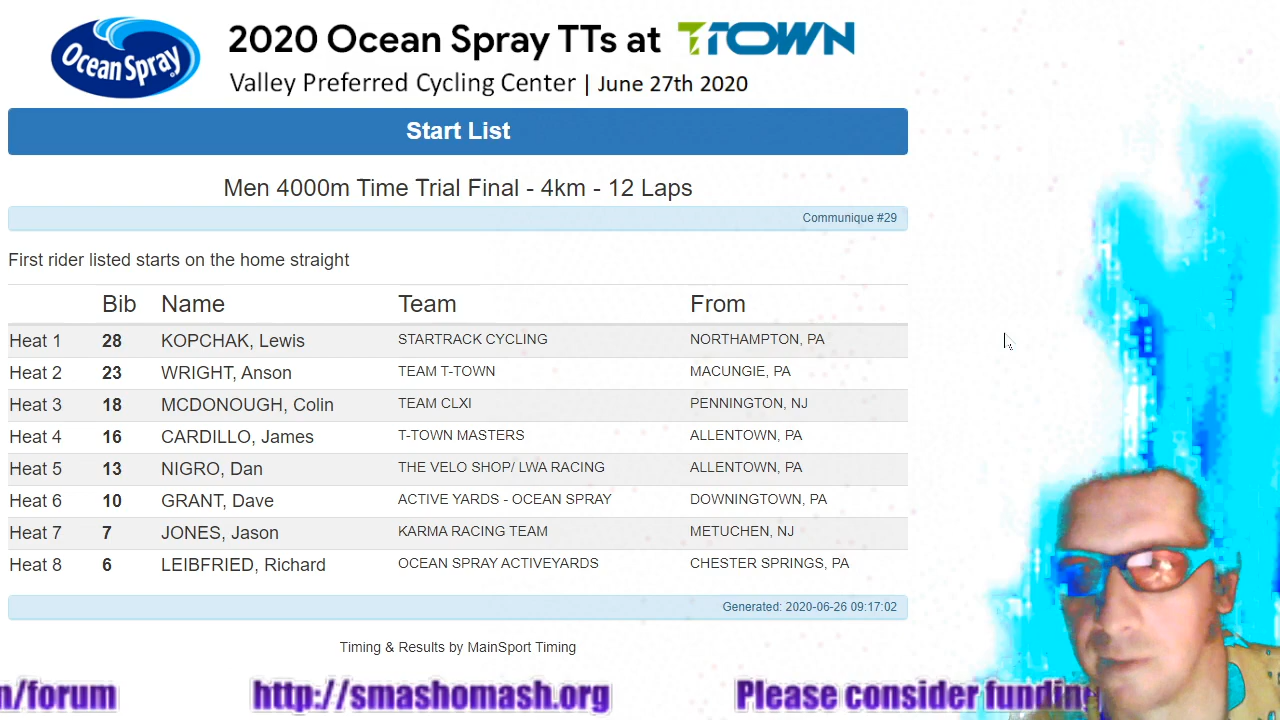 Ocean Spray
2020 Ocean Spray TTs at TTOWN
Valley Preferred Cycling Center | June 27th 2020
Start List
Men 4000m Time Trial Final - 4km - 12 Laps
Communique #29
First rider listed starts on the home straight
Bib Name Team From
Heat 1 28 KOPCHAK, Lewis STARTRACK CYCLING NORTHAMPTON, PA
Heat 2 23 WRIGHT, Anson TEAM T-TOWN MACUNGIE, PA
Heat 3 18 MCDONOUGH, Colin TEAM CLXI PENNINGTON, NJ
Heat 4 16 CARDILLO, James T-TOWN MASTERS ALLENTOWN, PA
Heat 5 13 NIGRO, Dan THE VELO SHOP/ LWA RACING ALLENTOWN, PA
Heat 6 10 GRANT, Dave ACTIVE YARDS - OCEAN SPRAY DOWNINGTOWN, PA
Heat 7 7 JONES, Jason KARMA RACING TEAM METUCHEN, NJ
Heat 8 6 LEIBFRIED, Richard OCEAN SPRAY ACTIVEYARDS CHESTER SPRINGS, PA
Generated: 2020-06-26 09:17:02
Timing & Results by MainSport Timing
n/forum http://smashomash.org Please consider funding